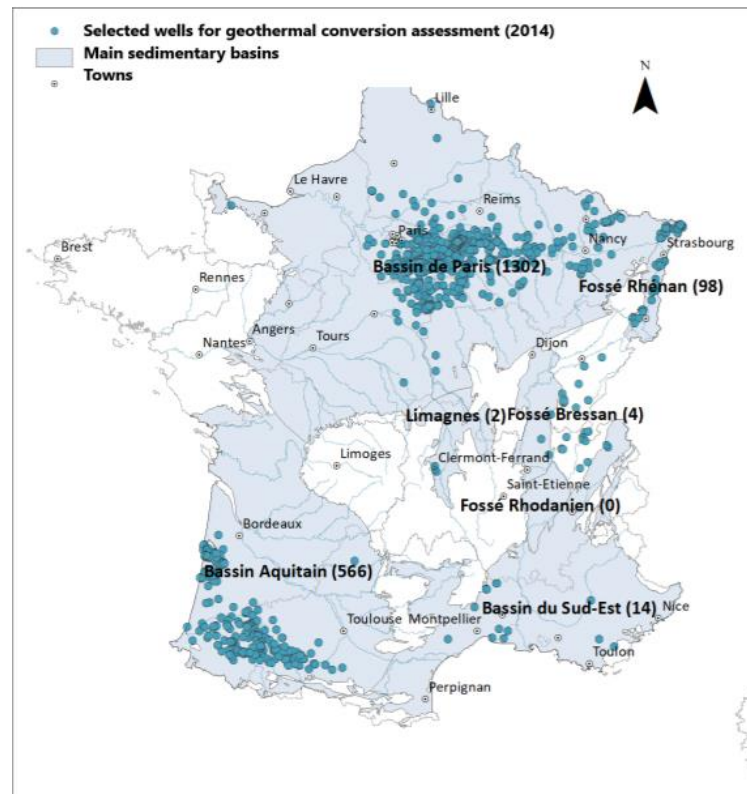 Selected wells for geothermal conversion assessment (2014)
Main sedimentary basins
Towns
N
Lille
Le Havre
Reims
Paris
Nancy
Strasbourg
Brest
Bassin de Paris (1302)
Rennes
Fossé Rhénan (98)
Angers
Tours
Nantes
Dijon
Limagnes (2)
Fossé Bressan (4)
Limoges
Clermont-Ferrand
Saint-Etienne
Fossé Rhodanien (0)
Bordeaux
Bassin Aquitain (566)
Bassin du Sud-Est (14)
Nice
Toulouse
Montpellier
Toulon
Perpignan